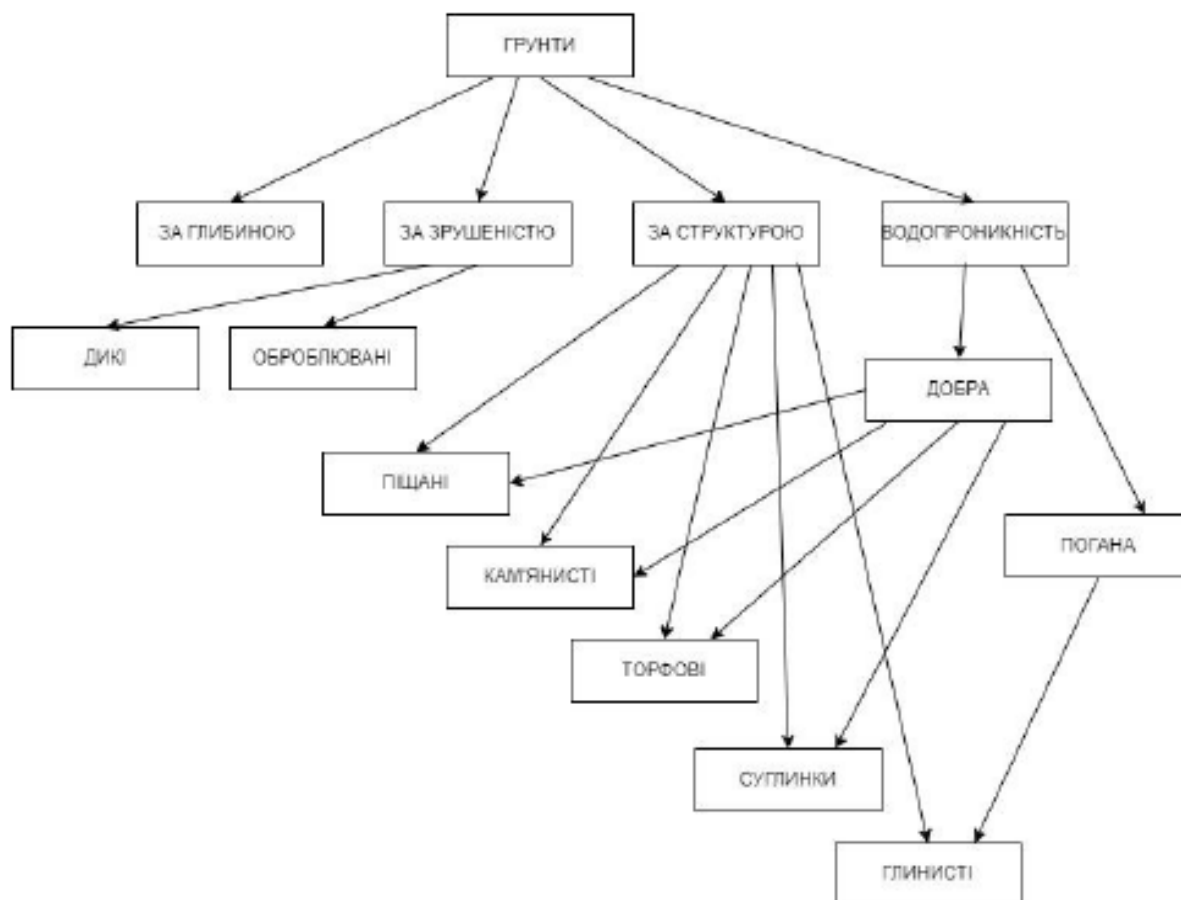 ГРУНТИ
ЗА ГЛИБИНОЮ
ЗА ЗРУШЕНІСТЮ
ЗА СТРУКТУРОЮ
ВОДОПРОНИКНІСТЬ
ДИКІ
ОБРОБЛЮВАНІ
ДОБРА
ПІЩАНІ
ПОГАНА
КАМ'ЯНИСТІ
ТОРФОВІ
СУГЛИНКИ
ГЛИНИСТІ